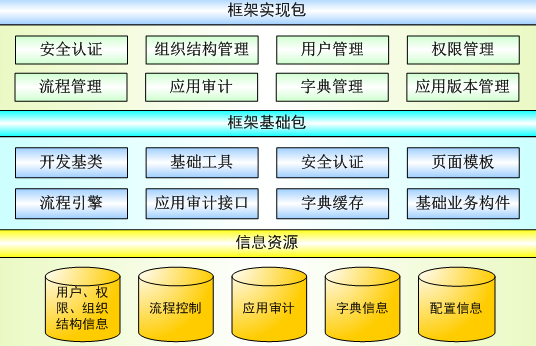 框架实现包
安全认证 组织结构管理 用户管理 权限管理
流程管理 应用审计 字典管理 应用版本管理
框架基础包
开发基类 基础工具 安全认证 页面模板
流程引擎 应用审计接口 字典缓存 基础业务构件
信息资源
用户、权
限、组织
结构信息
流程控制 应用审计 字典信息 配置信息